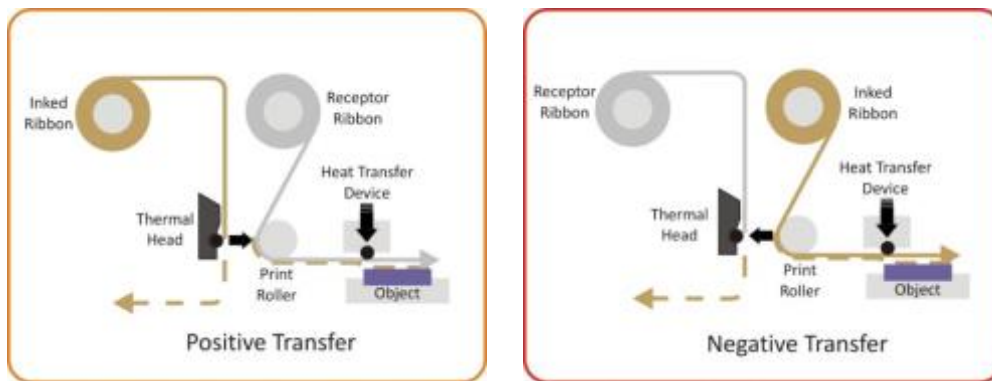 Inked
Ribbon
Receptor
Ribbon
Heat Transfer
Device
Thermal
Head
Print
Roller
Object
Positive Transfer
Receptor
Ribbon
Inked
Ribbon
Heat Transfer
Device
Thermal
Head
Print
Roller
Object
Negative Transfer